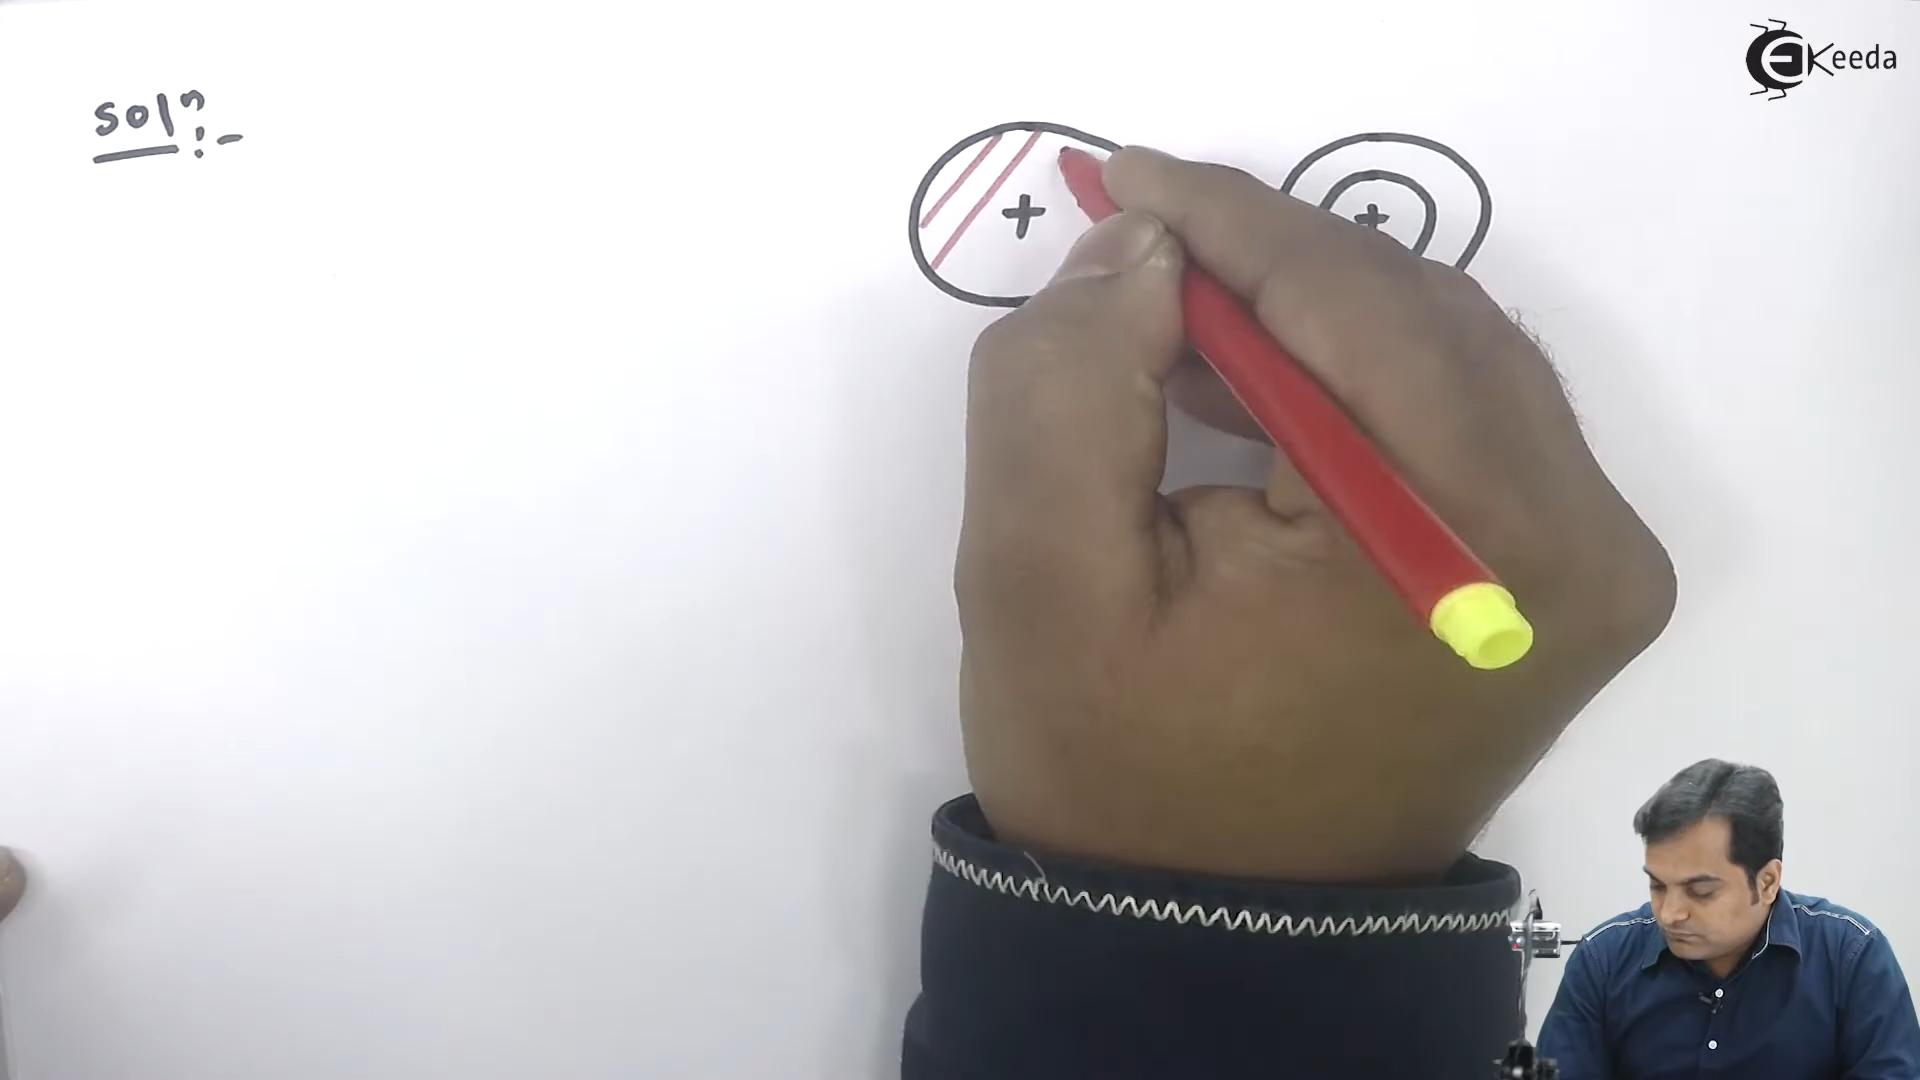 solⁿ:-
+ +
EKeeda